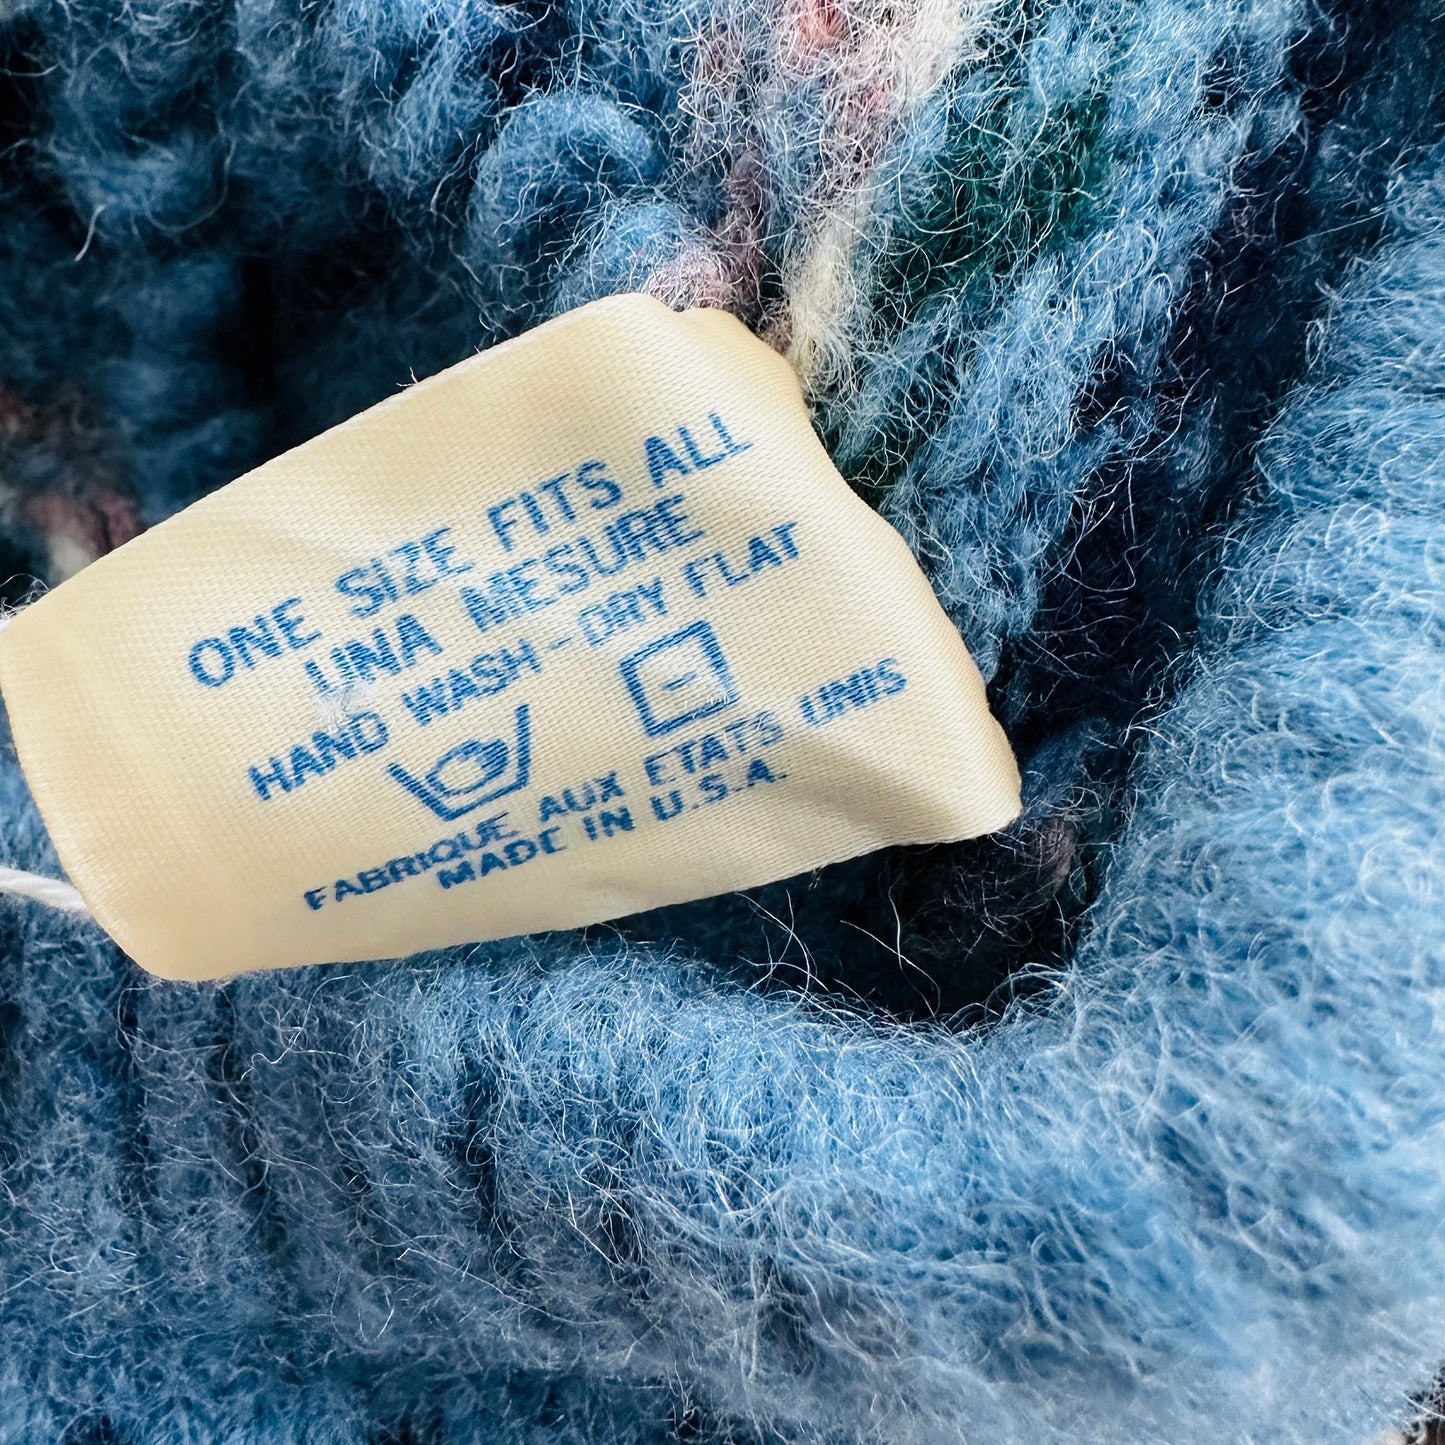 ONE SIZE FITS ALL
UNA MESURE
HAND WASH-DRY FLAT
FABRIQUE AUX ETATS UNIS
MADE IN U.S.A.